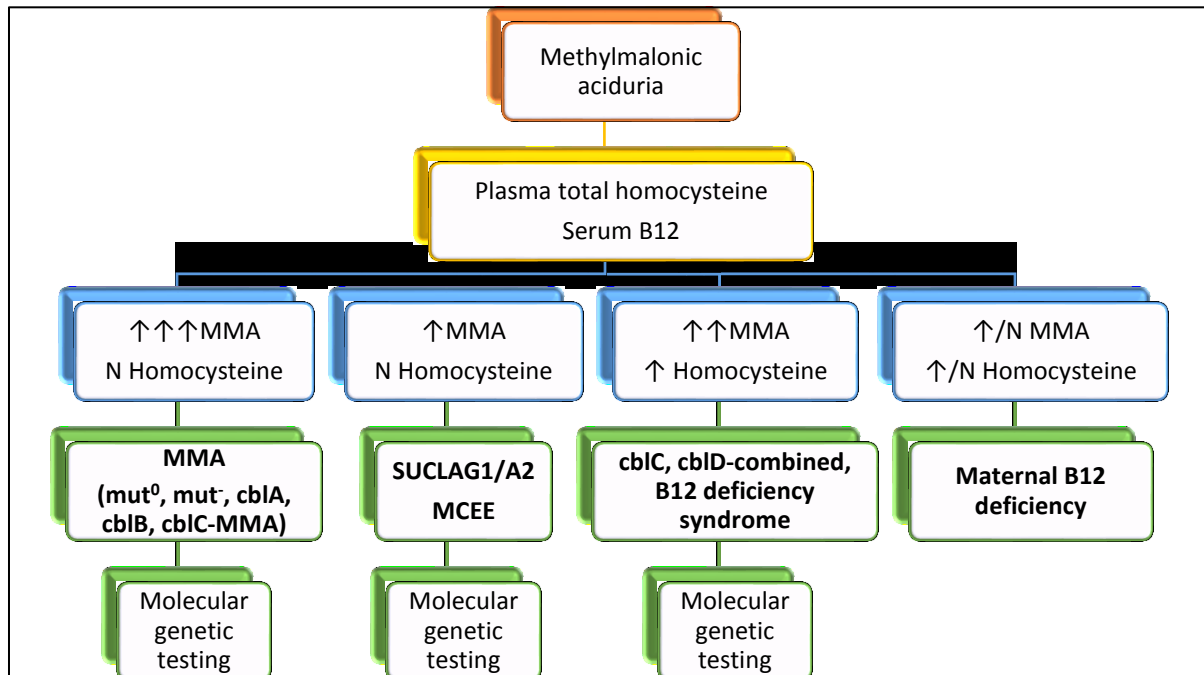 Methylmalonic
aciduria
Plasma total homocysteine
Serum B12
↑↑↑MMA
N Homocysteine
↑MMA
N Homocysteine
↑↑MMA
↑ Homocysteine
↑/N MMA
↑/N Homocysteine
MMA
(mut⁰, mut⁻, cblA,
cblB, cblC-MMA)
SUCLAG1/A2
MCEE
cblC, cblD-combined,
B12 deficiency
syndrome
Maternal B12
deficiency
Molecular
genetic
testing
Molecular
genetic
testing
Molecular
genetic
testing